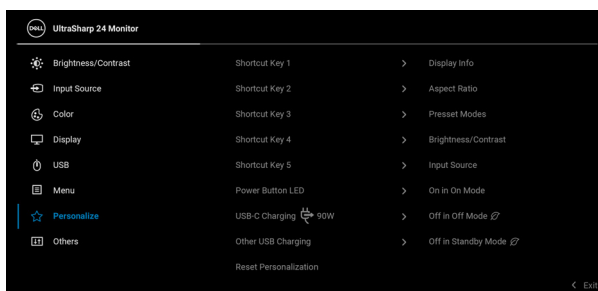 DELL UltraSharp 24 Monitor
Brightness/Contrast Shortcut Key 1 > Display Info
Input Source Shortcut Key 2 > Aspect Ratio
Color Shortcut Key 3 > Presset Modes
Display Shortcut Key 4 > Brightness/Contrast
USB Shortcut Key 5 > Input Source
Menu Power Button LED > On in On Mode
Personalize USB-C Charging 90W > Off in Off Mode
Others Other USB Charging > Off in Standby Mode
Reset Personalization
< Exit